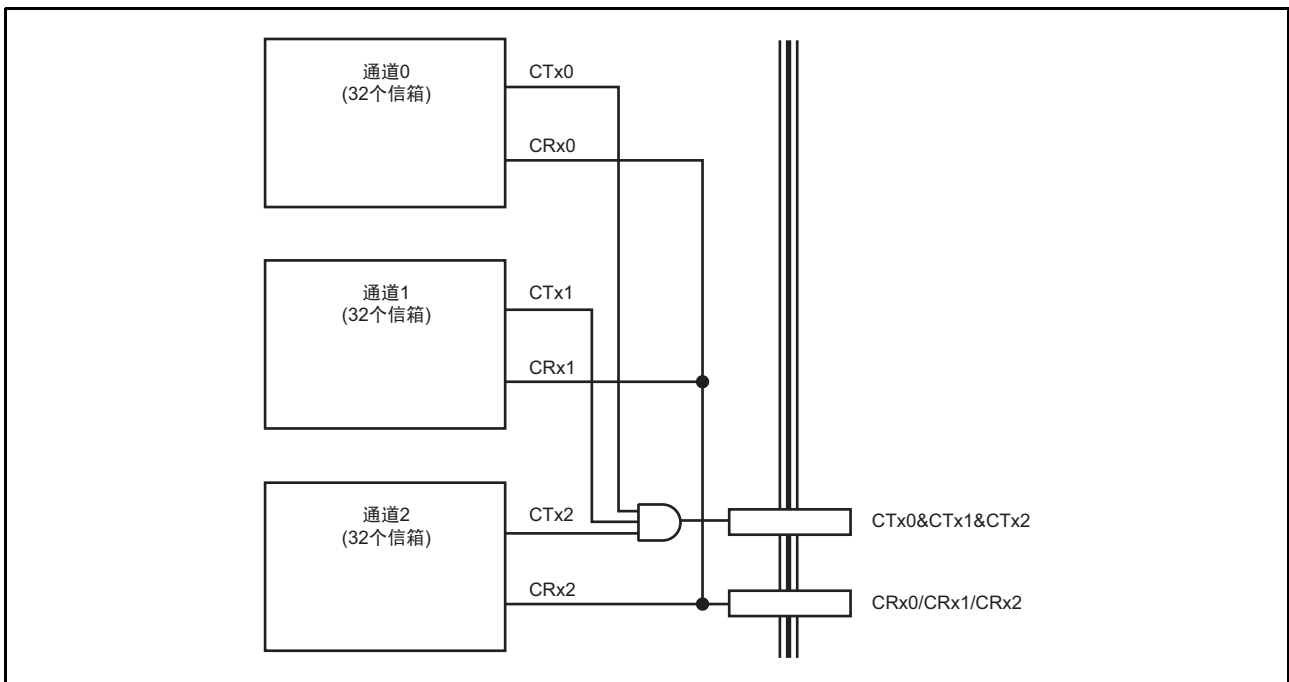 通道0
(32个信箱)
CTx0
CRx0
通道1
(32个信箱)
CTx1
CRx1
通道2
(32个信箱)
CTx2
CRx2
CTx0&CTx1&CTx2
CRx0/CRx1/CRx2